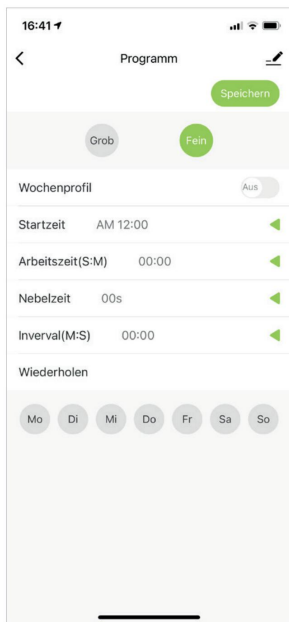 16:41
Programm
Speichern
Grob Fein
Wochenprofil Aus
Startzeit AM 12:00
Arbeitszeit(S:M) 00:00
Nebelzeit 00s
Inverval(M:S) 00:00
Wiederholen
Mo Di Mi Do Fr Sa So